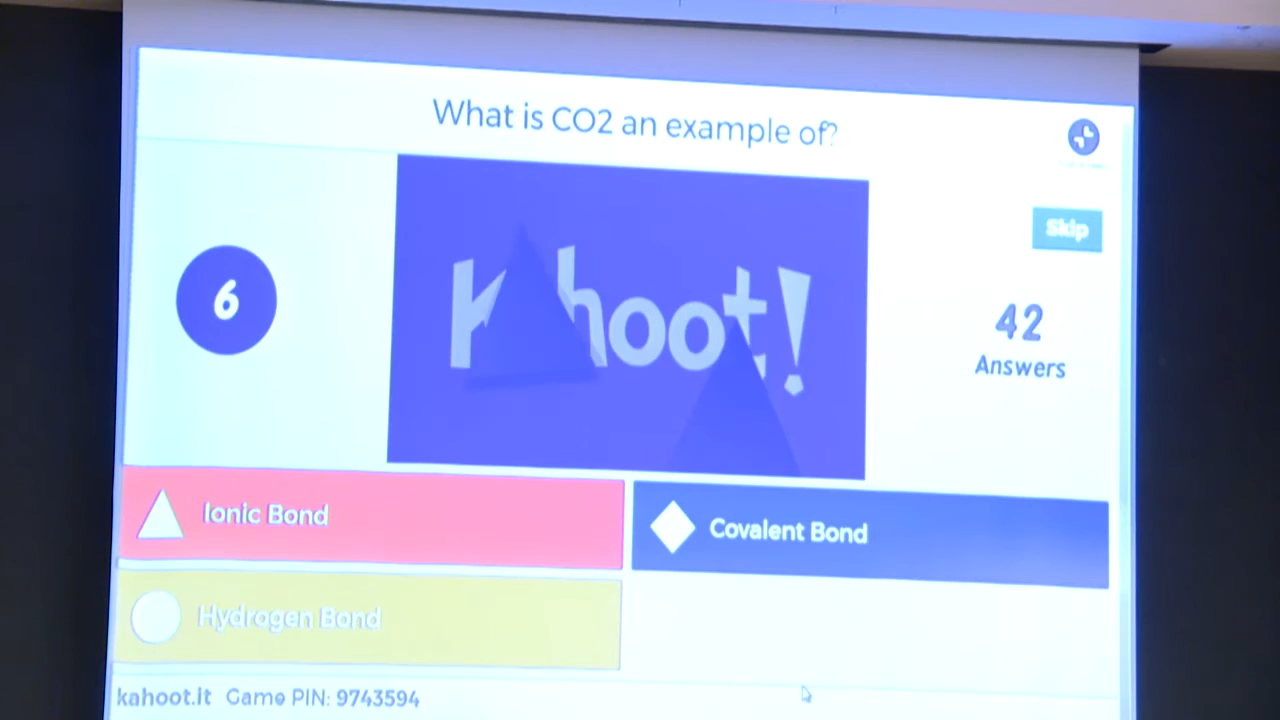 What is CO2 an example of?
Kahoot!
Skip
6
42
Answers
Ionic Bond
Covalent Bond
Hydrogen Bond
kahoot.it Game PIN: 9743594